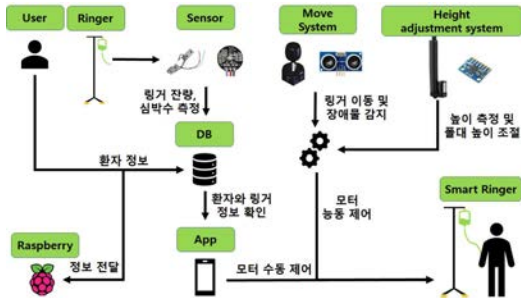 User
Ringer
Sensor
Move
System
Height
adjustment system
링거 잔량,
심박수 측정
링거 이동 및
장애물 감지
높이 측정 및
폴대 높이 조절
DB
환자 정보
환자와 링거
정보 확인
모터
능동 제어
Smart Ringer
Raspberry
정보 전달
App
모터 수동 제어